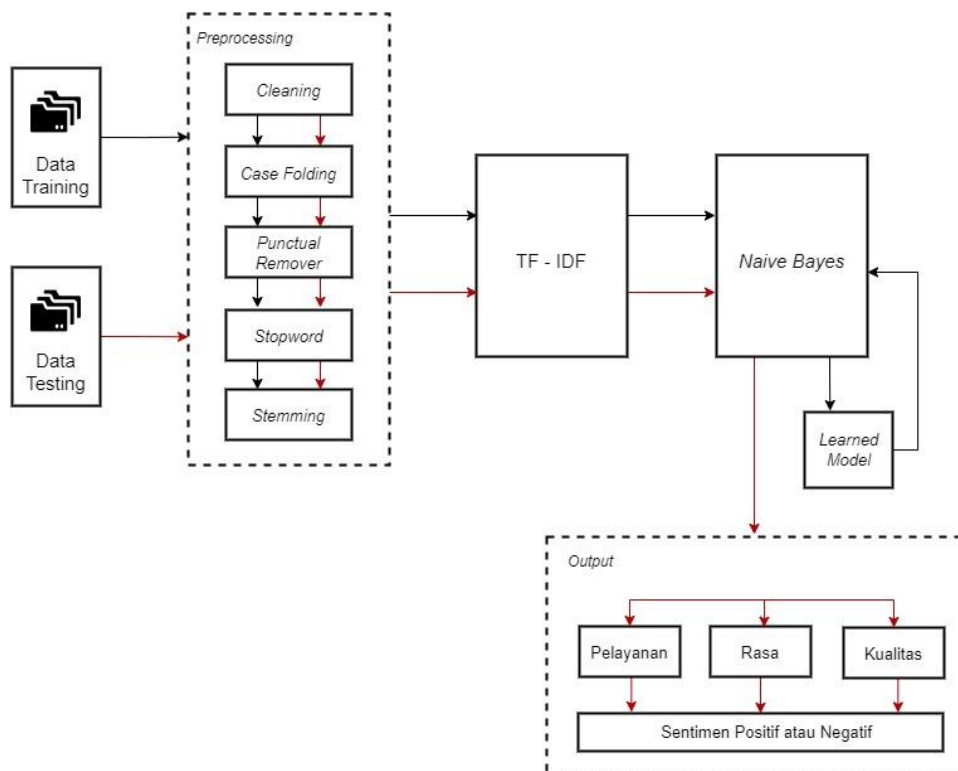 Preprocessing
Cleaning
Case Folding
Punctual
Remover
Stopword
Stemming
Data
Training
Data
Testing
TF - IDF
Naive Bayes
Learned
Model
Output
Pelayanan
Rasa
Kualitas
Sentimen Positif atau Negatif